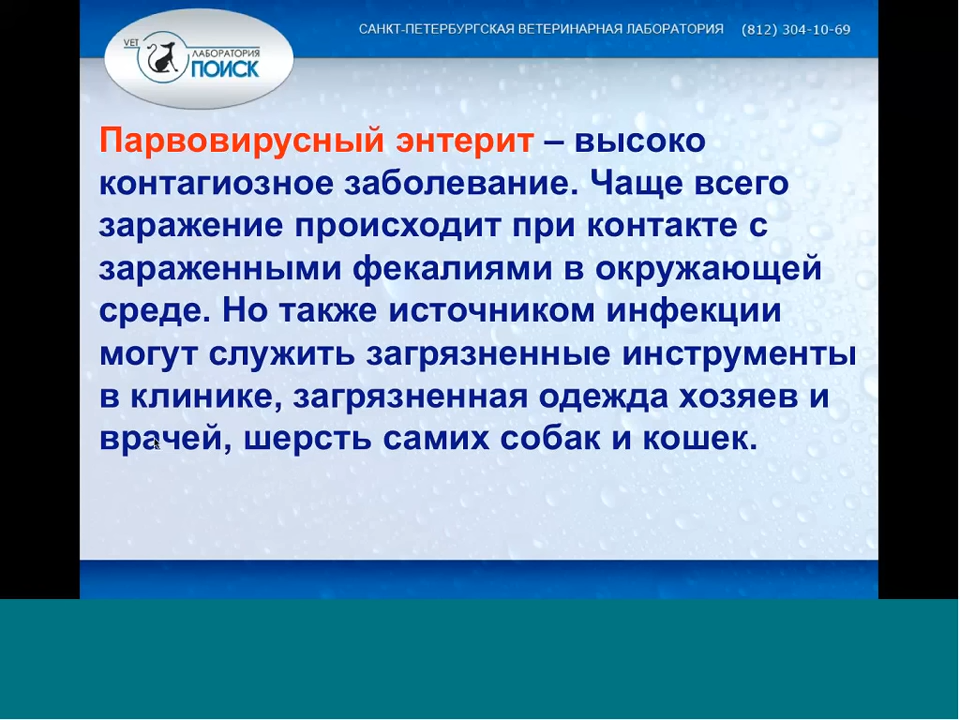 САНКТ-ПЕТЕРБУРГСКАЯ ВЕТЕРИНАРНАЯ ЛАБОРАТОРИЯ (812) 304-10-69
VET ЛАБОРАТОРИЯ
ПОИСК
Парвовирусный энтерит – высоко
контагиозное заболевание. Чаще всего
заражение происходит при контакте с
зараженными фекалиями в окружающей
среде. Но также источником инфекции
могут служить загрязненные инструменты
в клинике, загрязненная одежда хозяев и
врачей, шерсть самих собак и кошек.